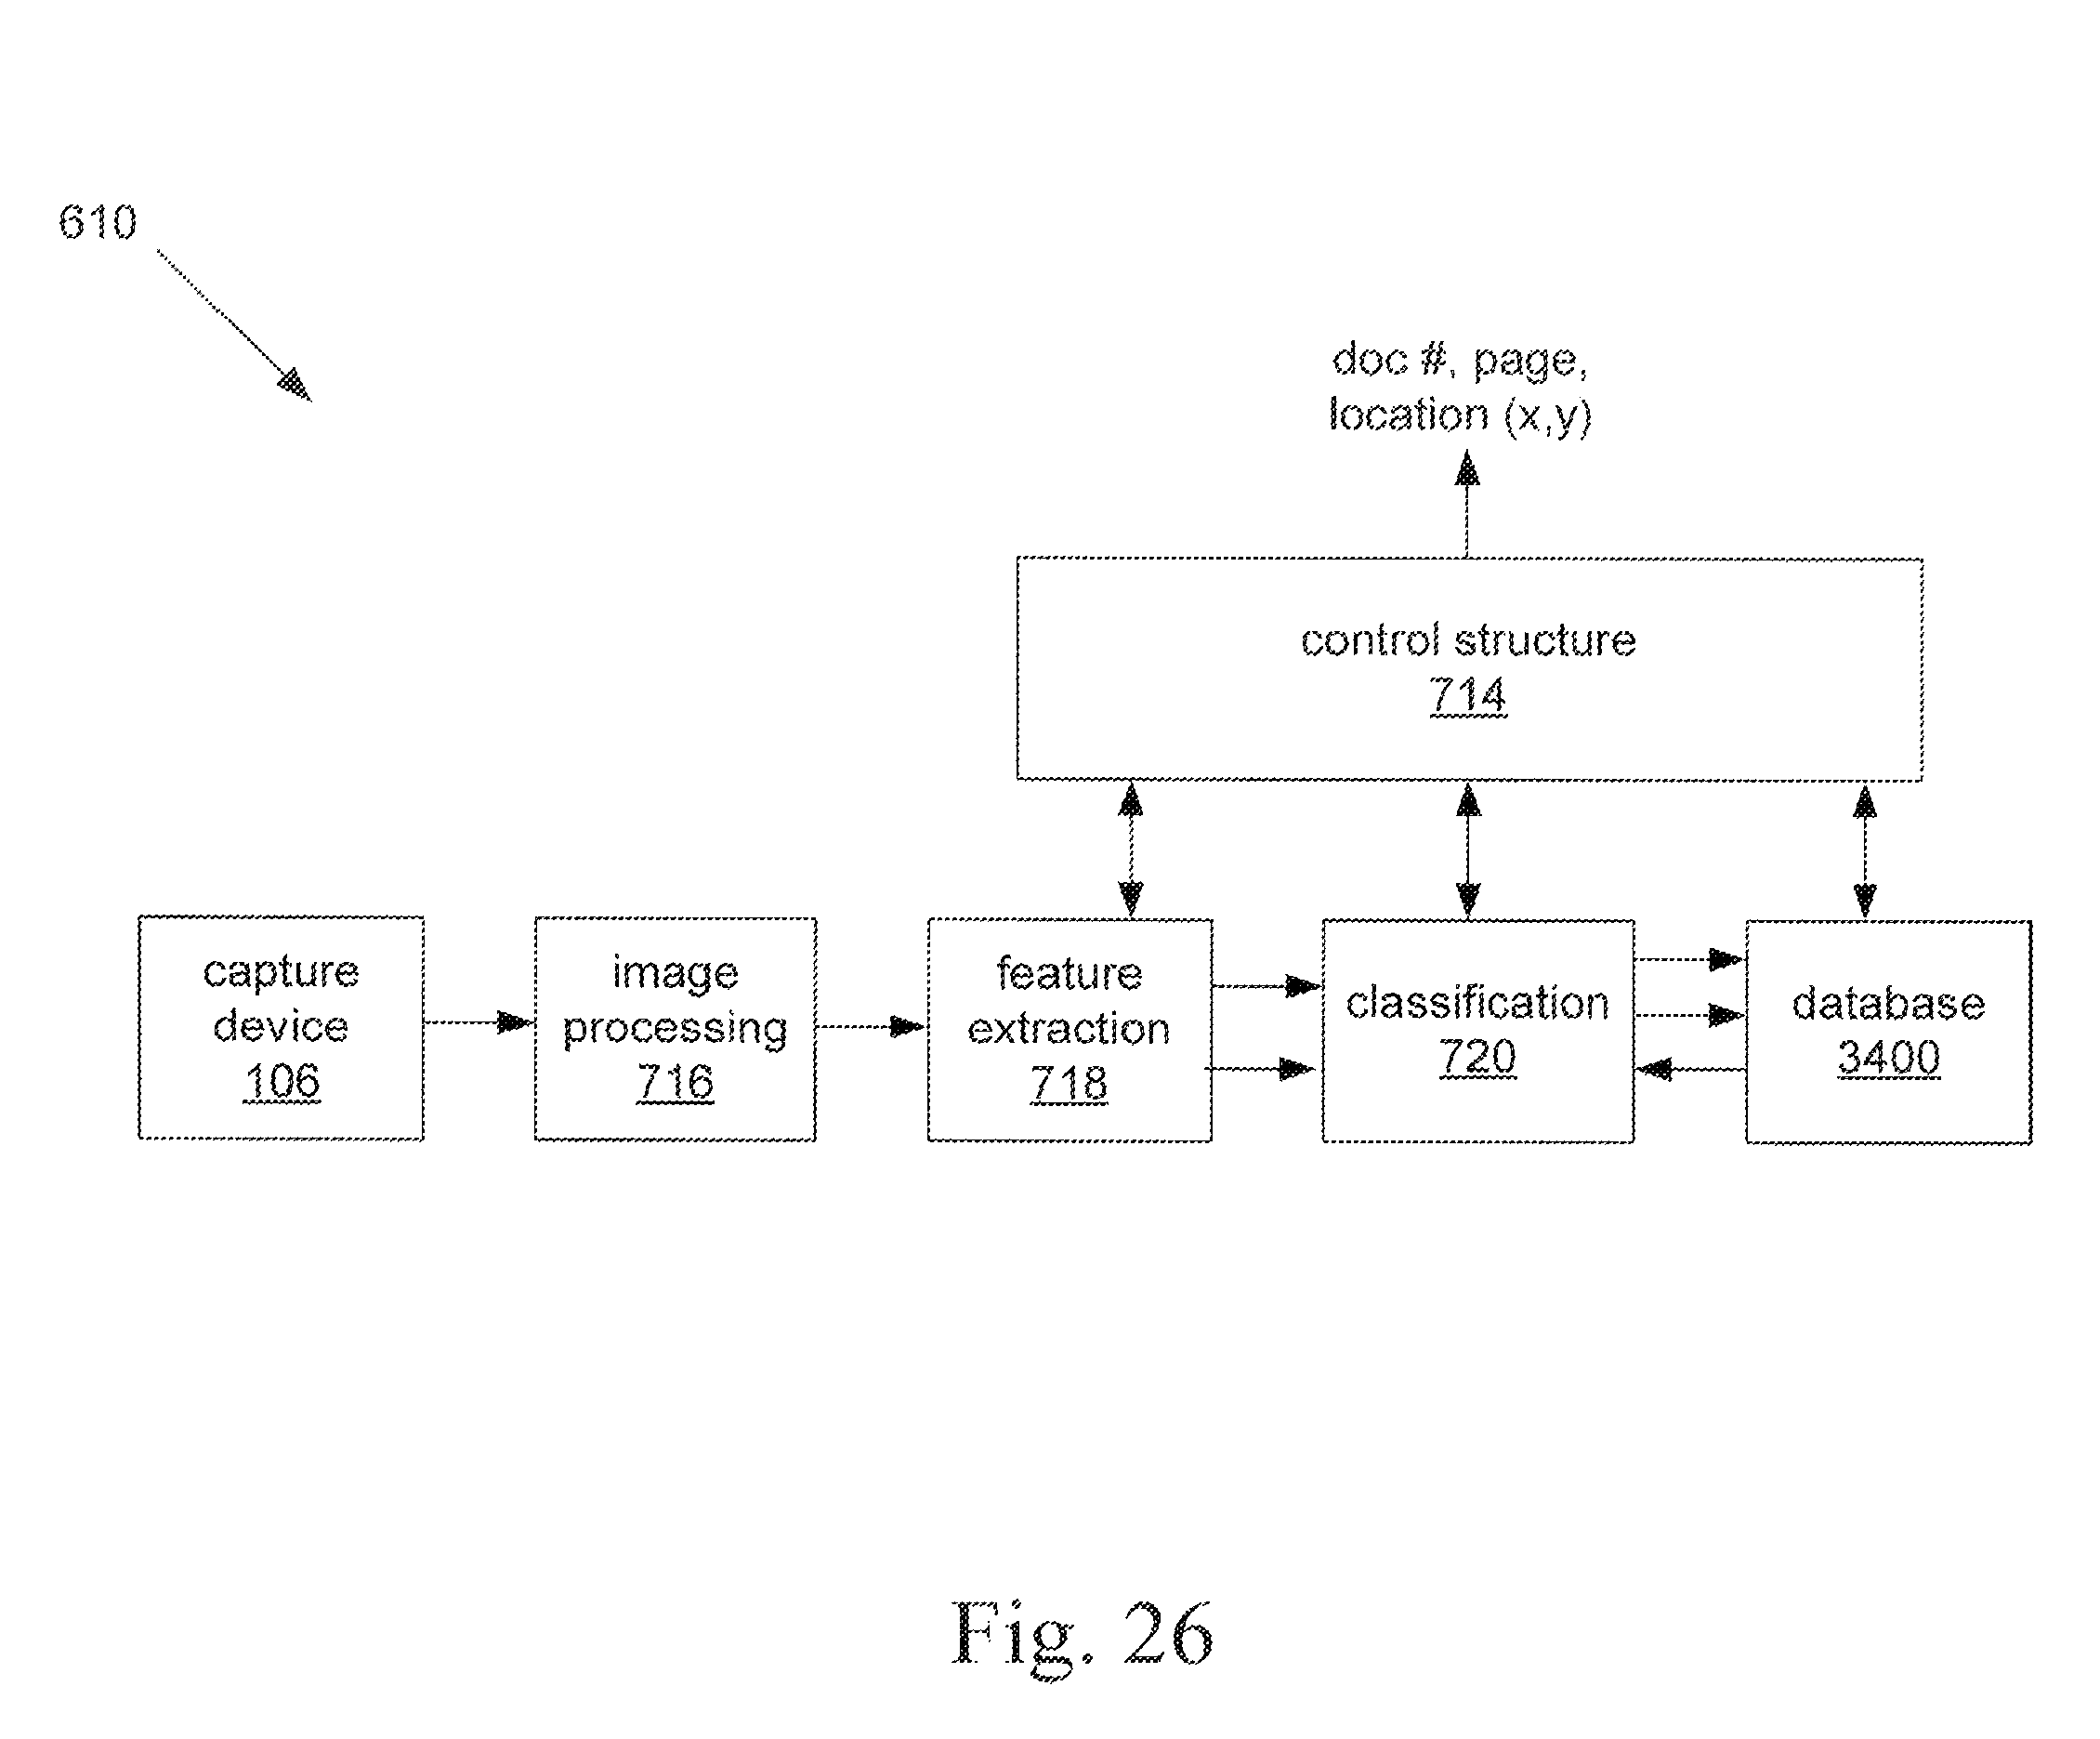 610
doc #, page,
location (x,y)
control structure
714
capture
device
106
image
processing
716
feature
extraction
718
classification
720
database
3400
Fig. 26